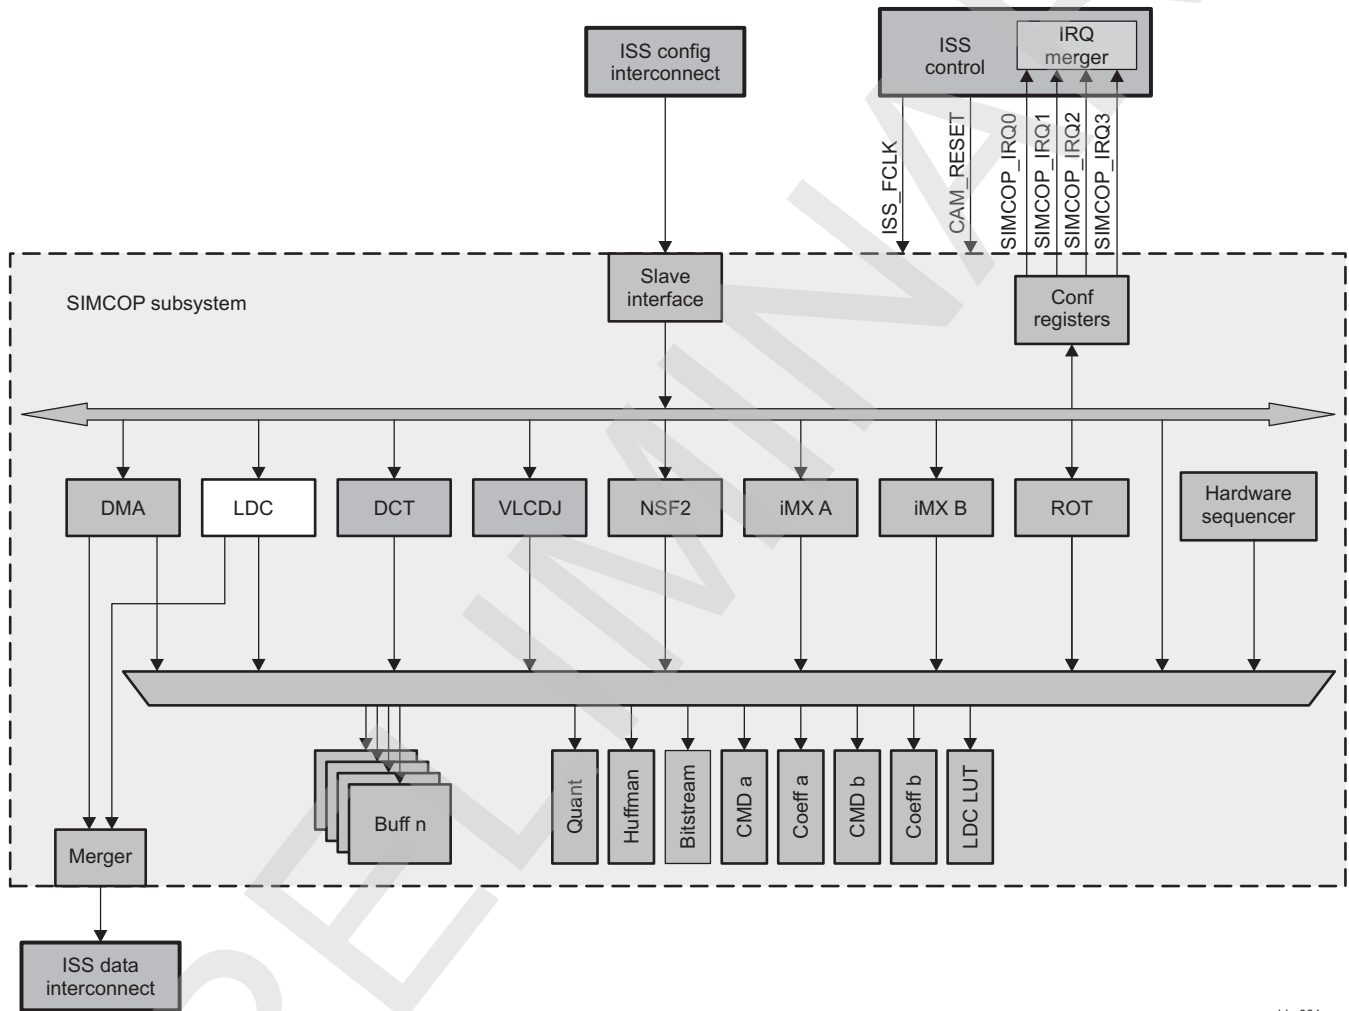 ISS config
interconnect
ISS
control
IRQ
merger
ISS_FCLK
CAM_RESET
SIMCOP_IRQ0
SIMCOP_IRQ1
SIMCOP_IRQ2
SIMCOP_IRQ3
SIMCOP subsystem
Slave
interface
Conf
registers
DMA
LDC
DCT
VLCDJ
NSF2
iMX A
iMX B
ROT
Hardware
sequencer
Buff n
Quant
Huffman
Bitstream
CMD a
Coeff a
CMD b
Coeff b
LDC LUT
Merger
ISS data
interconnect